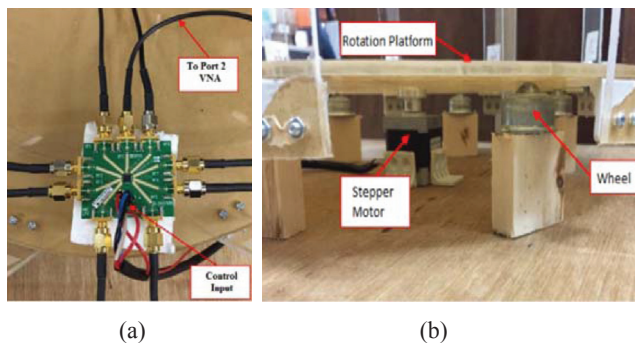 To Port 2
VNA
Control
Input
Rotation Platform
Stepper
Motor
Wheel
(a)
(b)